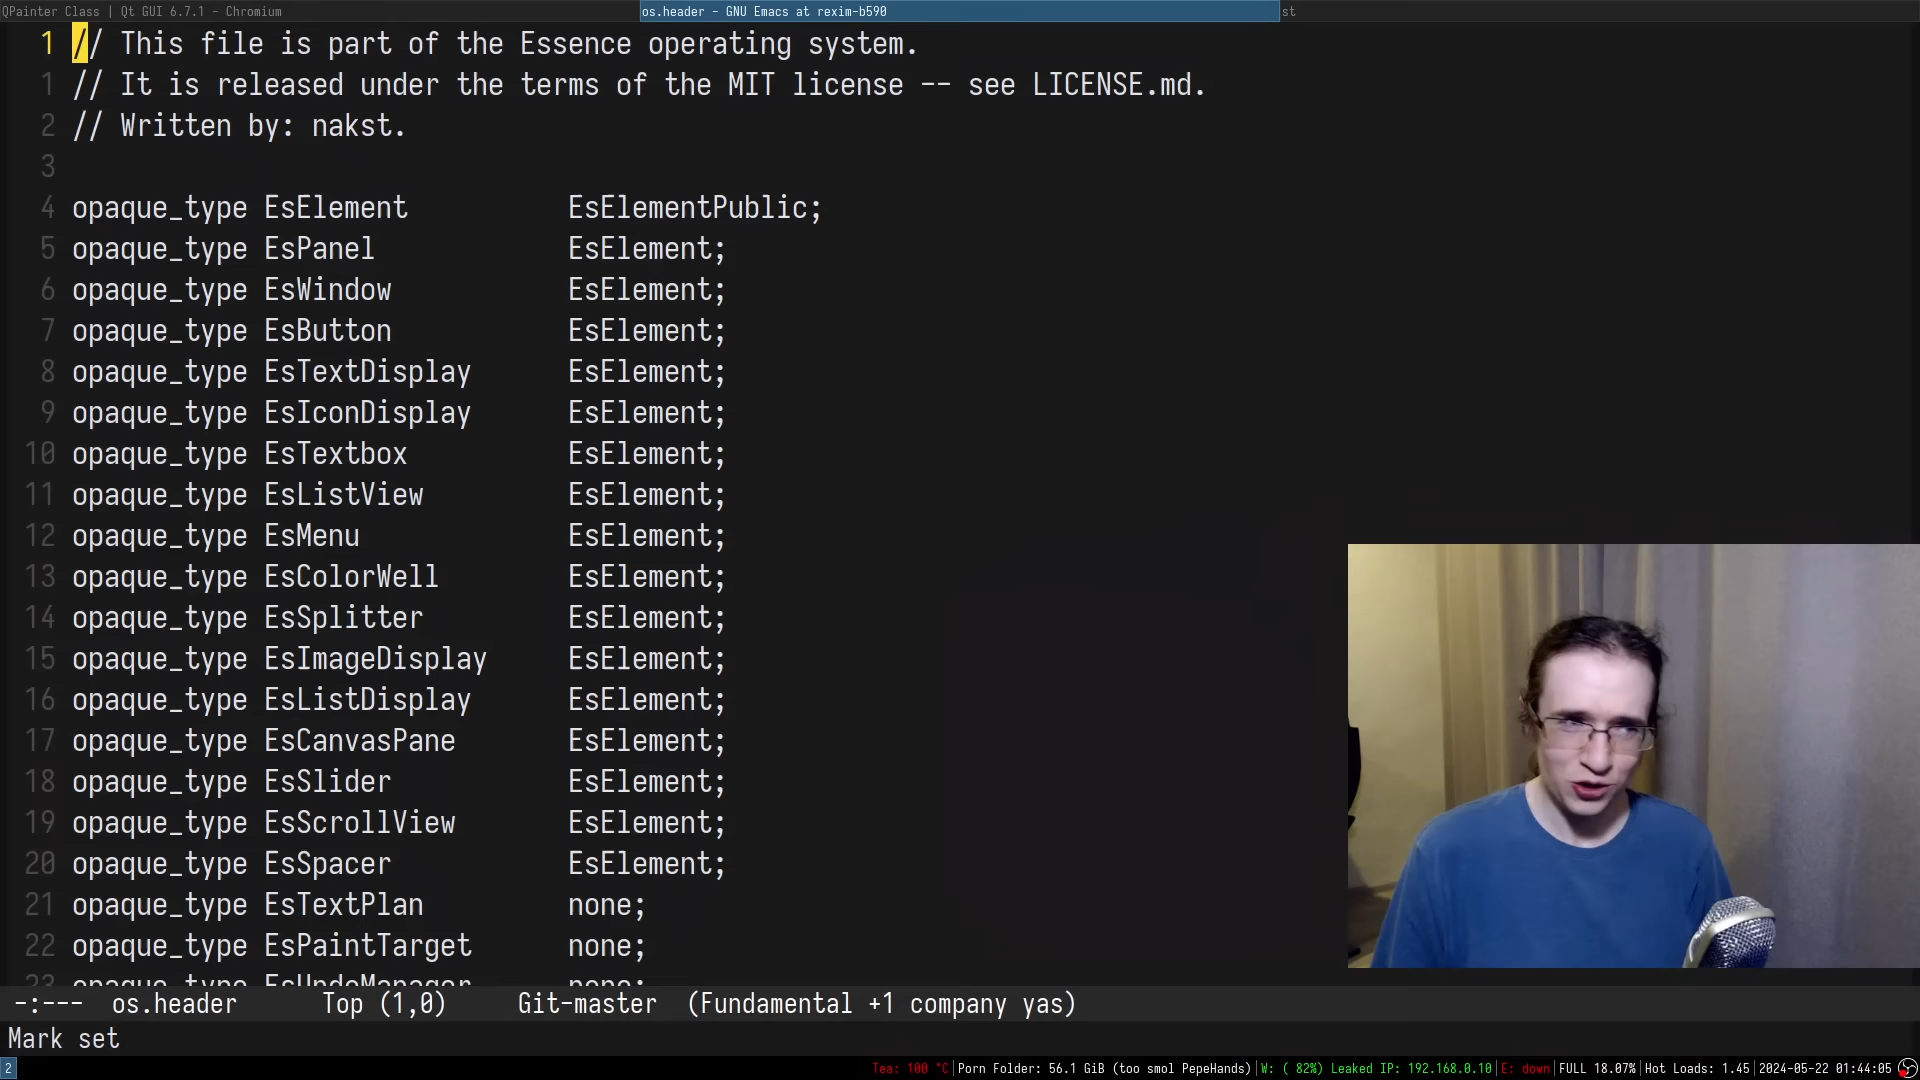 QPainter Class | Qt GUI 6.7.1 - Chromium
os.header - GNU Emacs at rexim-b590
st
1 // This file is part of the Essence operating system.
1 // It is released under the terms of the MIT license -- see LICENSE.md.
2 // Written by: nakst.
3
4 opaque_type EsElement EsElementPublic;
5 opaque_type EsPanel EsElement;
6 opaque_type EsWindow EsElement;
7 opaque_type EsButton EsElement;
8 opaque_type EsTextDisplay EsElement;
9 opaque_type EsIconDisplay EsElement;
10 opaque_type EsTextbox EsElement;
11 opaque_type EsListView EsElement;
12 opaque_type EsMenu EsElement;
13 opaque_type EsColorWell EsElement;
14 opaque_type EsSplitter EsElement;
15 opaque_type EsImageDisplay EsElement;
16 opaque_type EsListDisplay EsElement;
17 opaque_type EsCanvasPane EsElement;
18 opaque_type EsSlider EsElement;
19 opaque_type EsScrollView EsElement;
20 opaque_type EsSpacer EsElement;
21 opaque_type EsTextPlan none;
22 opaque_type EsPaintTarget none;
23 opaque_type EsUndoManager none;
-:--- os.header Top (1,0) Git-master (Fundamental +1 company yas)
Mark set
2 Tea: 100 °C|Porn Folder: 56.1 GiB (too smol PepeHands)|W: ( 82%) Leaked IP: 192.168.0.10|E: down|FULL 18.07%|Hot Loads: 1.45|2024-05-22 01:44:05